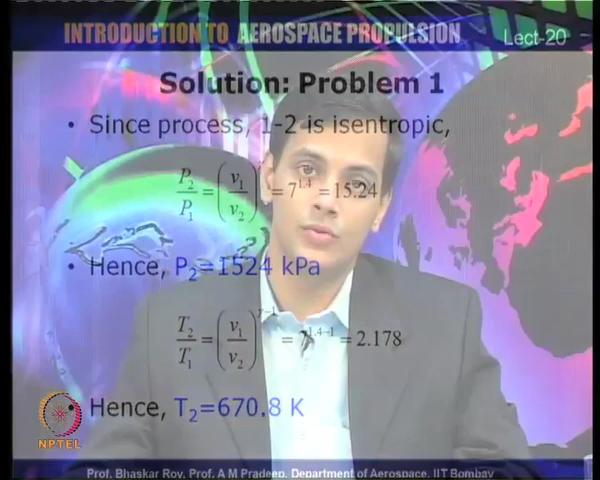 INTRODUCTION TO AEROSPACE PROPULSION Lect-20
Solution: Problem 1
• Since process, 1-2 is isentropic,
P₂/P₁ = (v₁/v₂)^γ = 7^1.4 = 15.24
• Hence, P₂=1524 kPa
T₂/T₁ = (v₁/v₂)^γ−1 = 7^1.4−1 = 2.178
Hence, T₂=670.8 K
NPTEL
Prof. Bhaskar Roy, Prof. A M Pradeep, Department of Aerospace, IIT Bombay